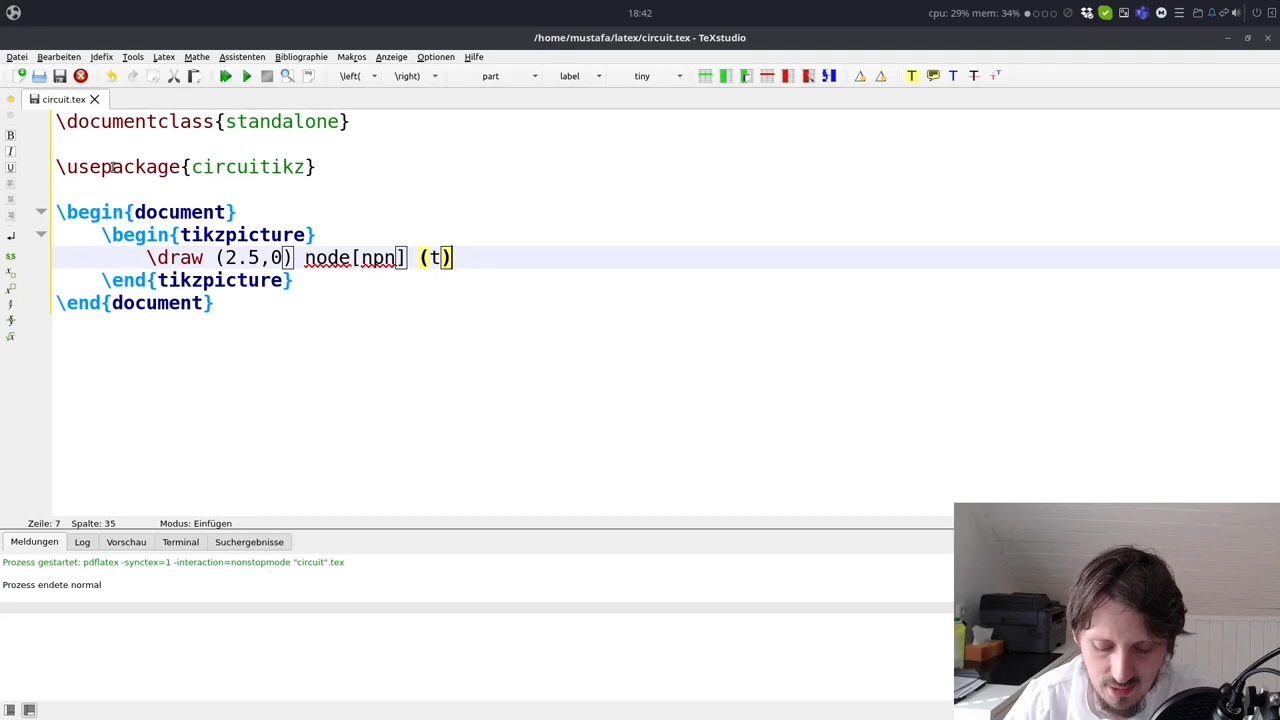 18:42
cpu: 29% mem: 34%
/home/mustafa/latex/circuit.tex - TeXstudio
Datei Bearbeiten Idefix Tools Latex Mathe Assistenten Bibliographie Makros Anzeige Optionen Hilfe
\left( \right) part label tiny
circuit.tex
\documentclass{standalone}
\usepackage{circuitikz}
\begin{document}
\begin{tikzpicture}
\draw (2.5,0) node[npn] (t)
\end{tikzpicture}
\end{document}
Zeile: 7 Spalte: 35 Modus: Einfügen
Meldungen Log Vorschau Terminal Suchergebnisse
Prozess gestartet: pdflatex -synctex=1 -interaction=nonstopmode "circuit".tex
Prozess endete normal